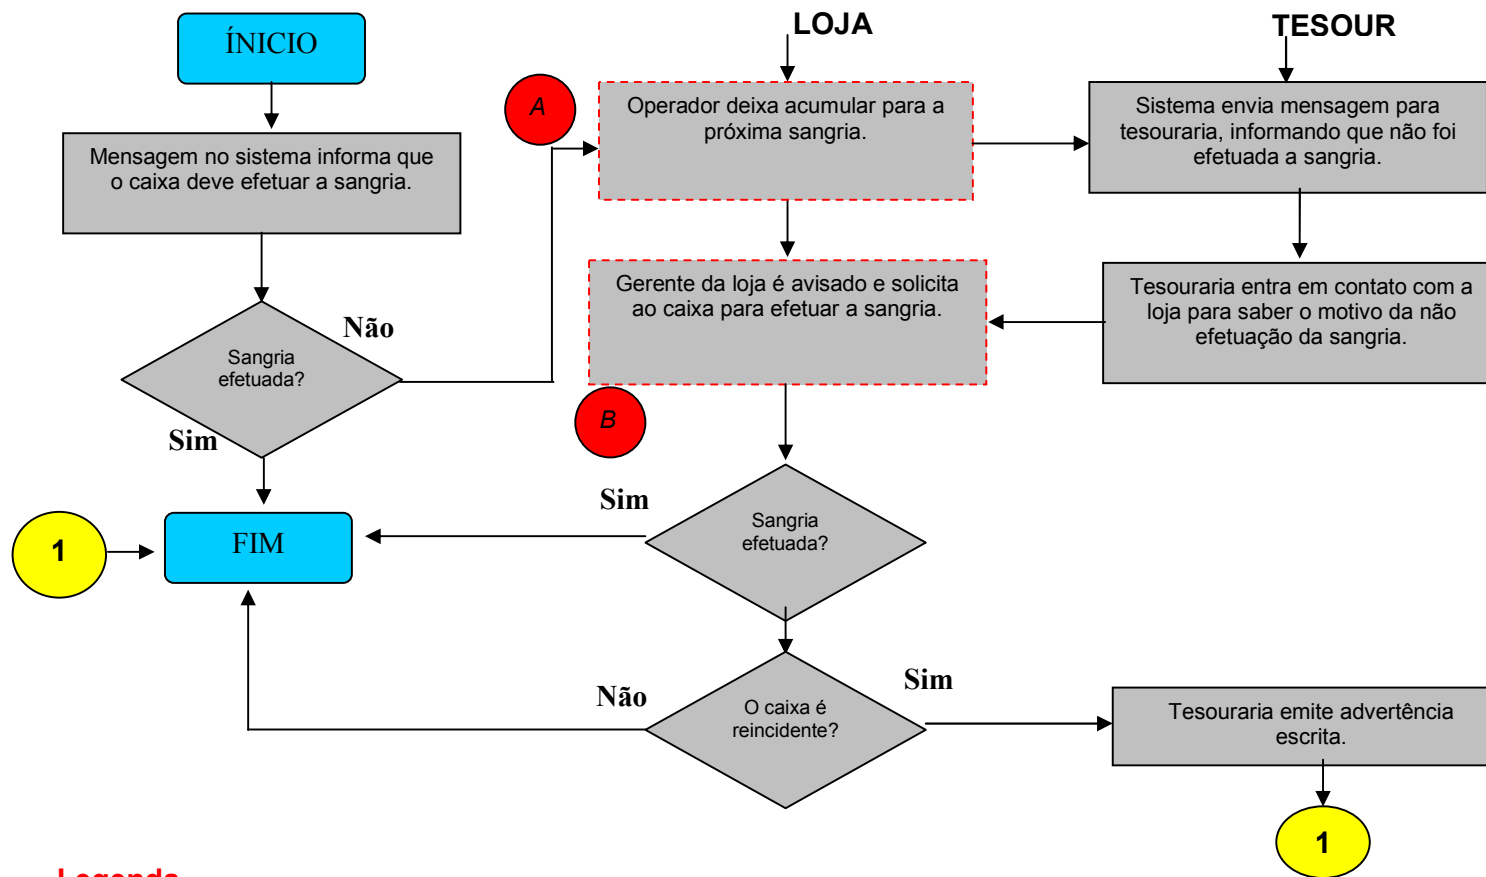 LOJA
TESOUR
ÍNICIO
A
Operador deixa acumular para a
próxima sangria.
Sistema envia mensagem para
tesouraria, informando que não foi
efetuada a sangria.
Mensagem no sistema informa que
o caixa deve efetuar a sangria.
Gerente da loja é avisado e solicita
ao caixa para efetuar a sangria.
Tesouraria entra em contato com a
loja para saber o motivo da não
efetuação da sangria.
Não
Sangria
efetuada?
Sim
B
Sim
Sangria
efetuada?
1
FIM
Não
Sim
O caixa é
reincidente?
Tesouraria emite advertência
escrita.
1
Legenda